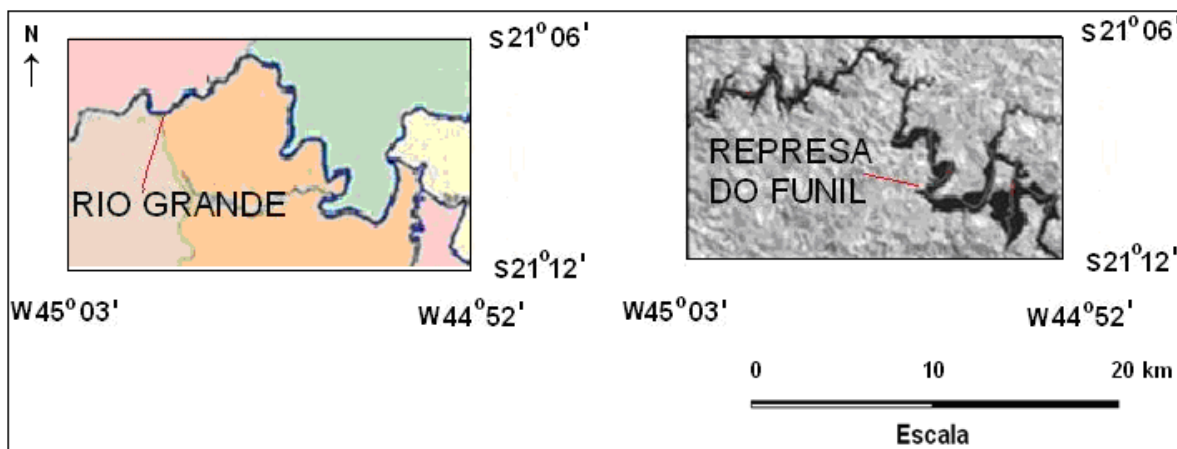 N
S21° 06'
S21° 06'
RIO GRANDE
REPRESA
DO FUNIL
S21° 12'
S21° 12'
W45° 03'
W44° 52'
W45° 03'
W44° 52'
0 10 20 km
Escala